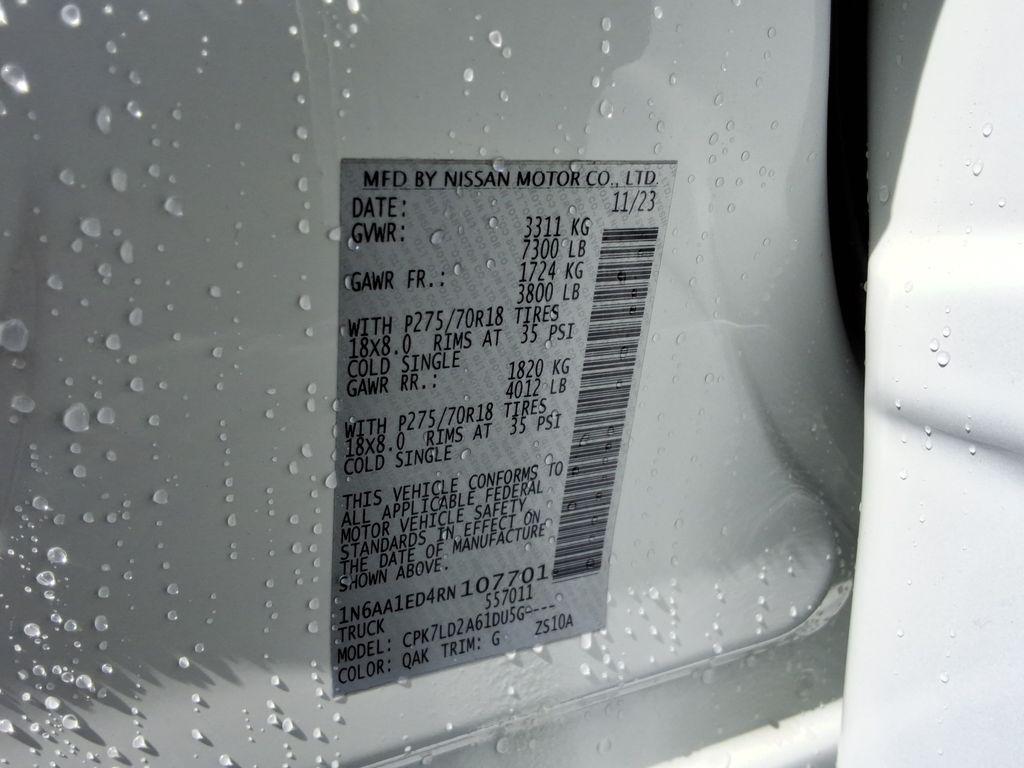 MFD BY NISSAN MOTOR CO., LTD.
DATE: 11/23
GVWR: 3311 KG
7300 LB
GAWR FR.: 1724 KG
3800 LB
WITH P275/70R18 TIRES
18X8.0 RIMS AT 35 PSI
COLD SINGLE
GAWR RR.: 1820 KG
4012 LB
WITH P275/70R18 TIRES
18X8.0 RIMS AT 35 PSI
COLD SINGLE
THIS VEHICLE CONFORMS TO
ALL APPLICABLE FEDERAL
MOTOR VEHICLE SAFETY
STANDARDS IN EFFECT ON
THE DATE OF MANUFACTURE
SHOWN ABOVE.
1N6AA1ED4RN107701
TRUCK 557011
MODEL: CPK7LD2A61DU5G----
COLOR: QAK TRIM: G ZS10A